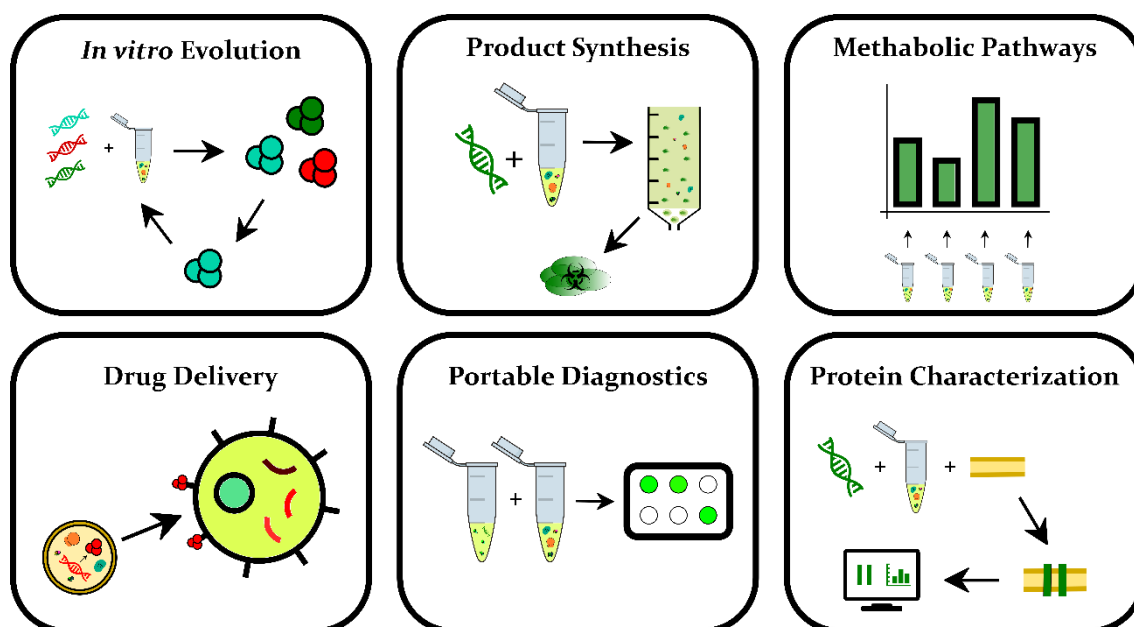 In vitro Evolution
Product Synthesis
Methabolic Pathways
+
+
Drug Delivery
Portable Diagnostics
Protein Characterization
+
+
+